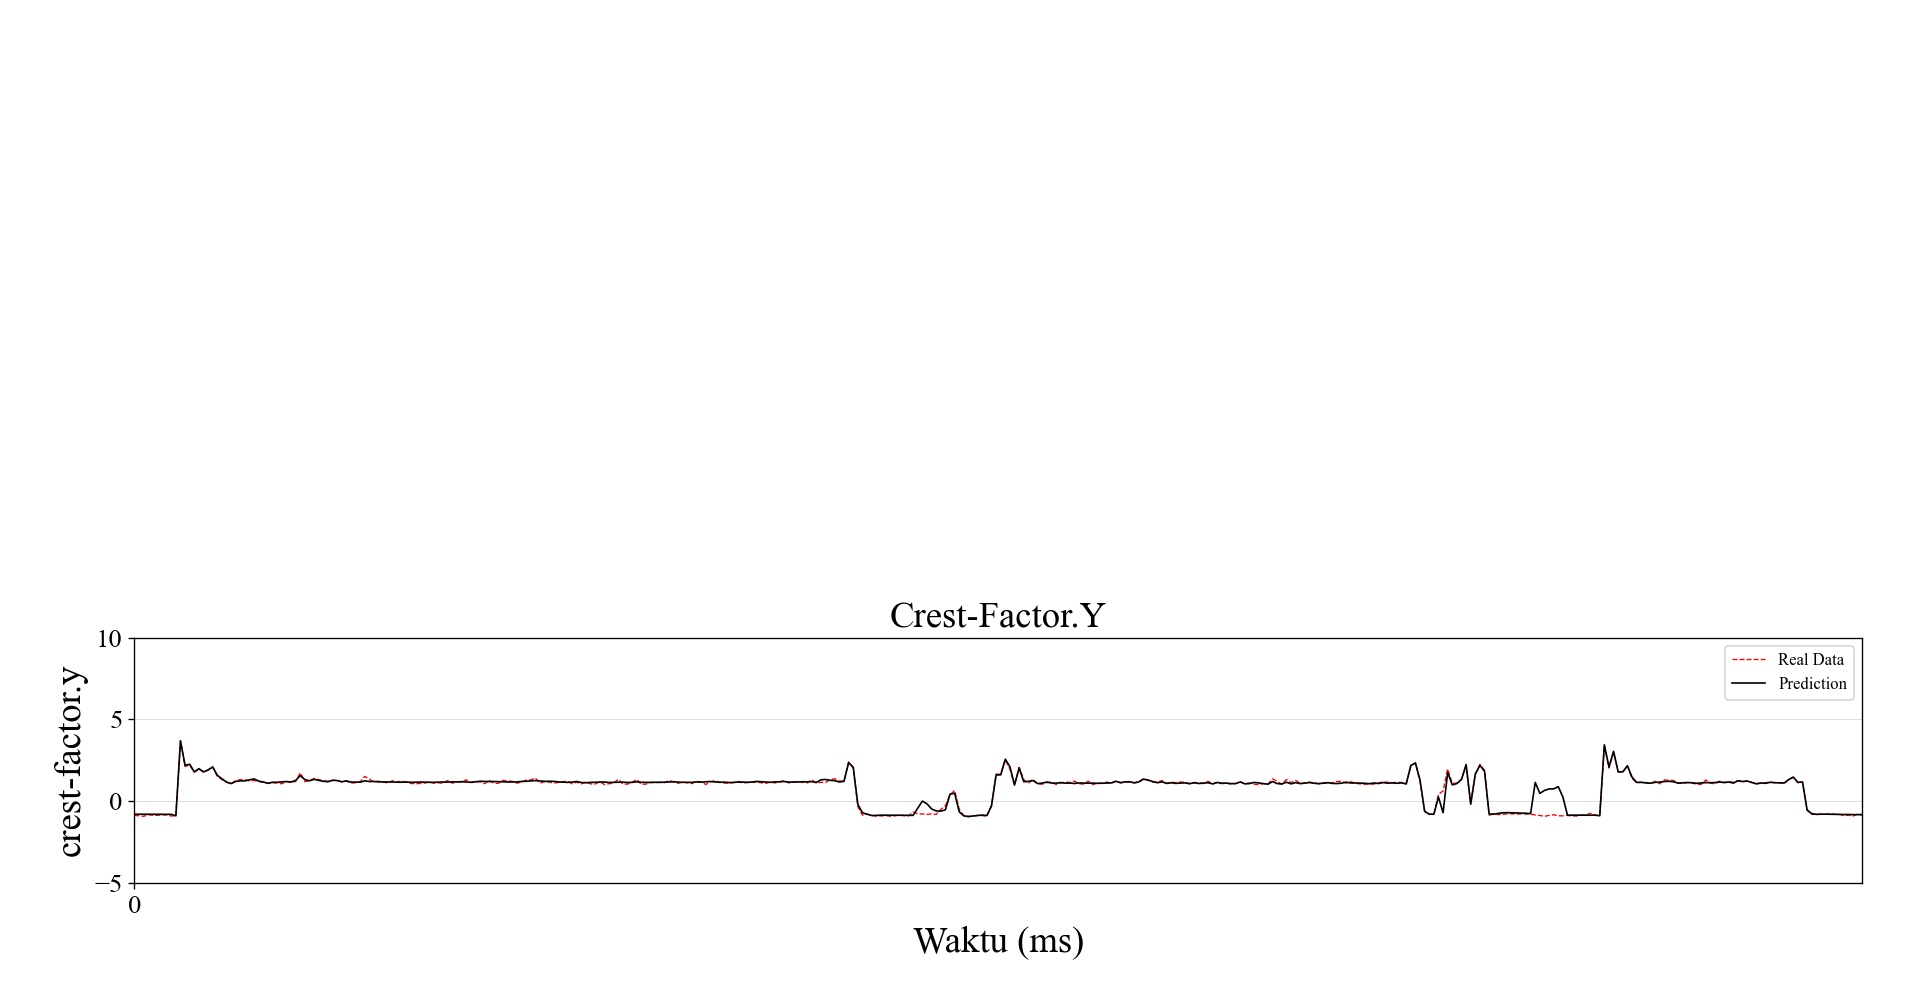 Crest-Factor.Y
10
5
0
−5
crest-factor.y
Real Data
Prediction
0
Waktu (ms)